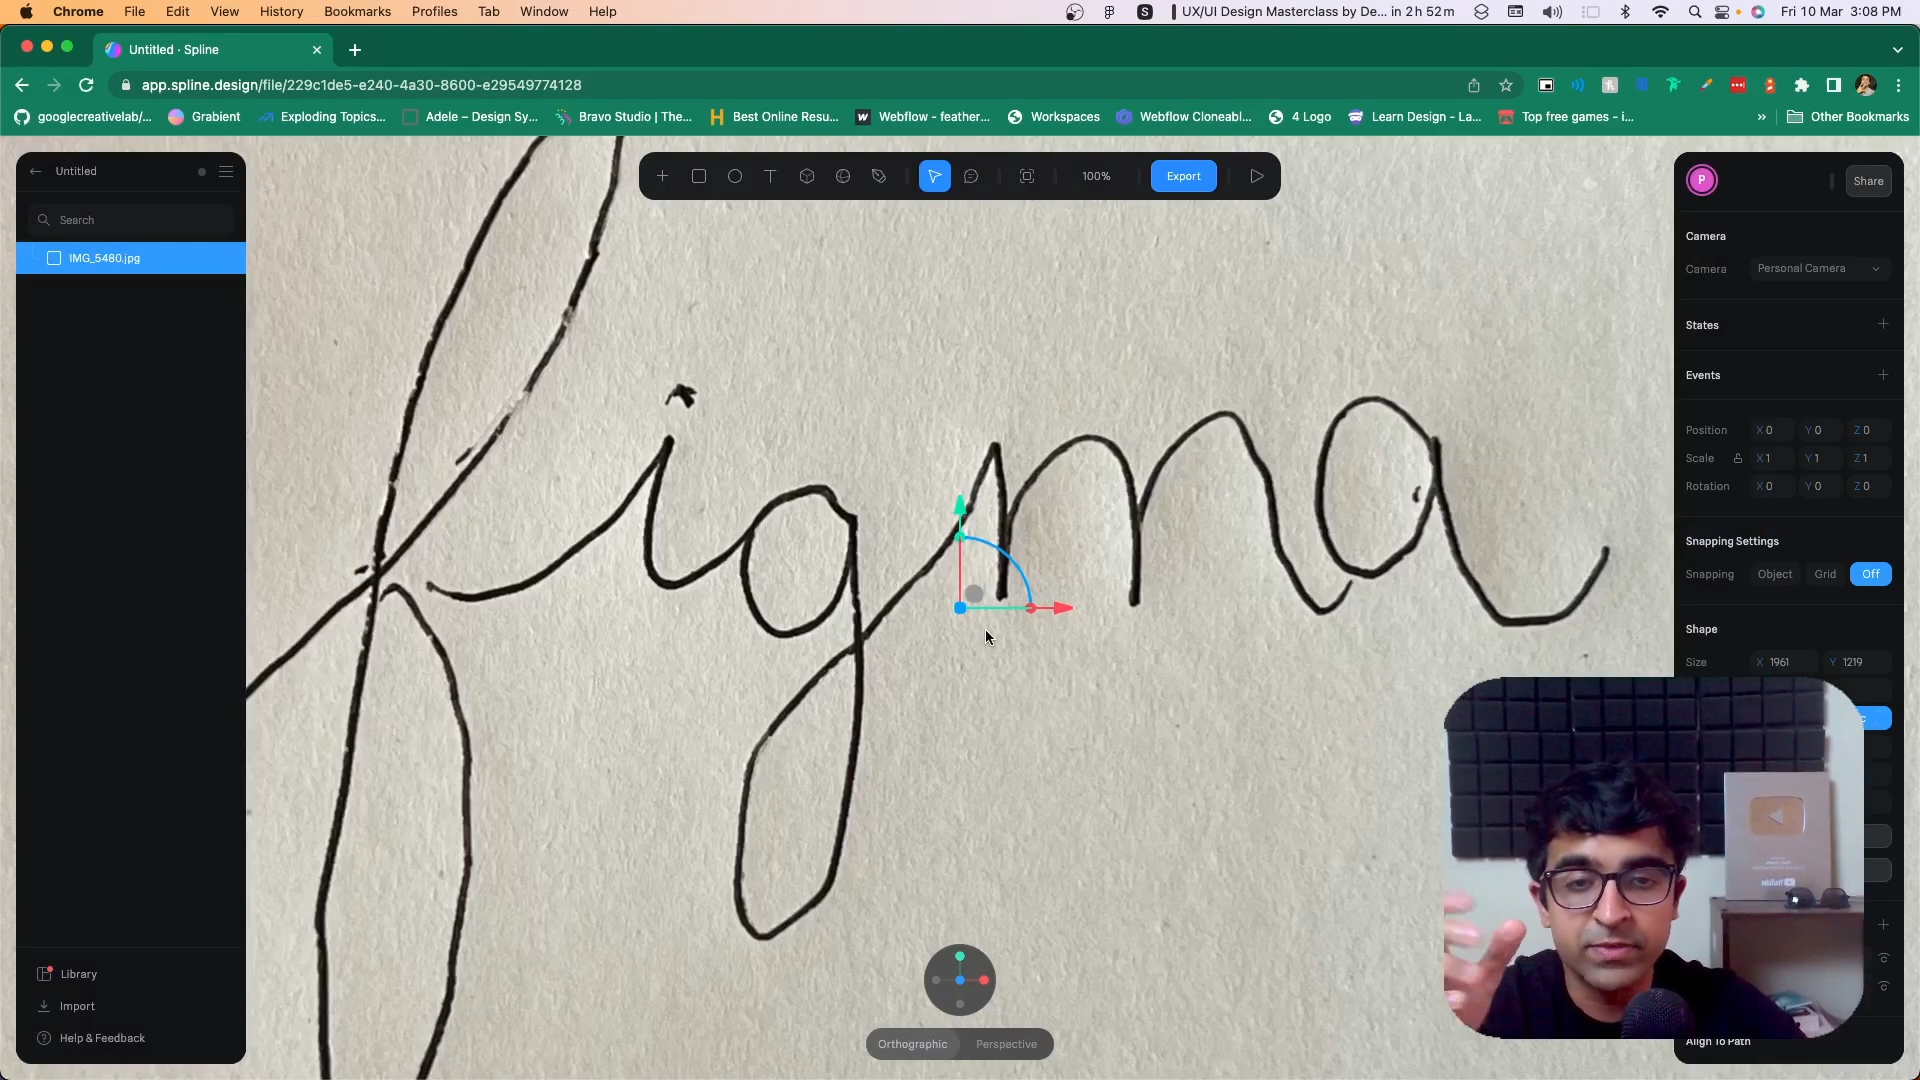 Chrome File Edit View History Bookmarks Profiles Tab Window Help UX/UI Design Masterclass by De... in 2h 52m Fri 10 Mar 3:08 PM
Untitled · Spline
app.spline.design/file/229c1de5-e240-4a30-8600-e29549774128
googlecreativelab/... Grabient Exploding Topics... Adele – Design Sy... Bravo Studio | The... Best Online Resu... Webflow - feather... Workspaces Webflow Cloneabl... 4 Logo Learn Design - La... Top free games - i... » Other Bookmarks
Untitled
100% Export
P Share
Search
IMG_5480.jpg
Camera
Camera Personal Camera
States
Events
Position X 0 Y 0 Z 0
Scale X 1 Y 1 Z 1
Rotation X 0 Y 0 Z 0
Snapping Settings
Snapping Object Grid Off
Shape
Size X 1961 Y 1219
figma
Library
Import
Help & Feedback
Orthographic Perspective
Align To Path